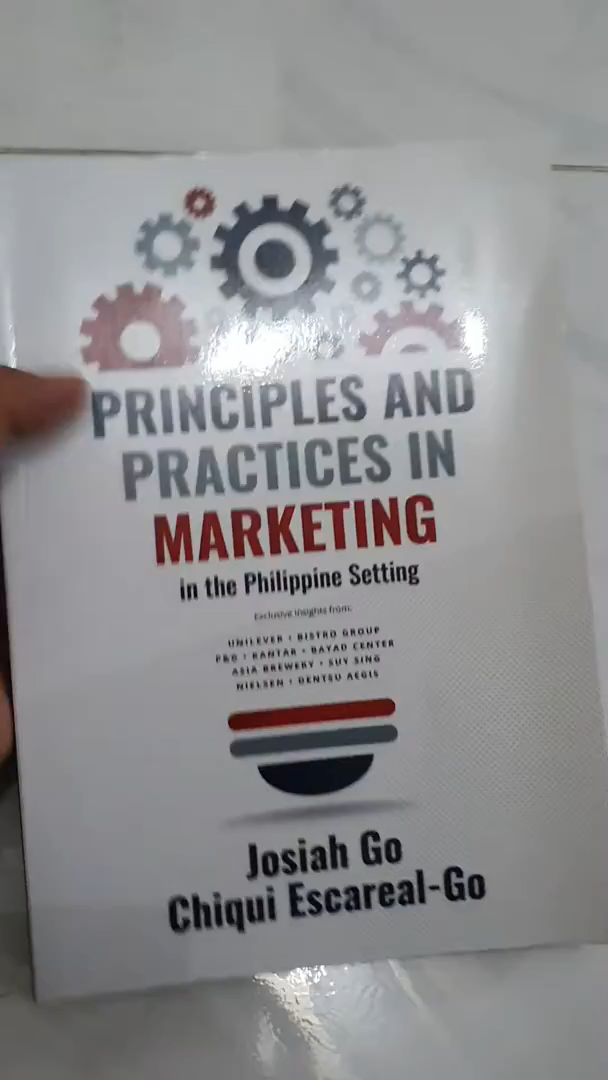 PRINCIPLES AND
PRACTICES IN
MARKETING
in the Philippine Setting
Exclusive insights from:
UNILEVER • BISTRO GROUP
P&G • KANTAR • BAYAD CENTER
ASIA BREWERY • SUY SING
NIELSEN • DENTSU AEGIS
Josiah Go
Chiqui Escareal-Go